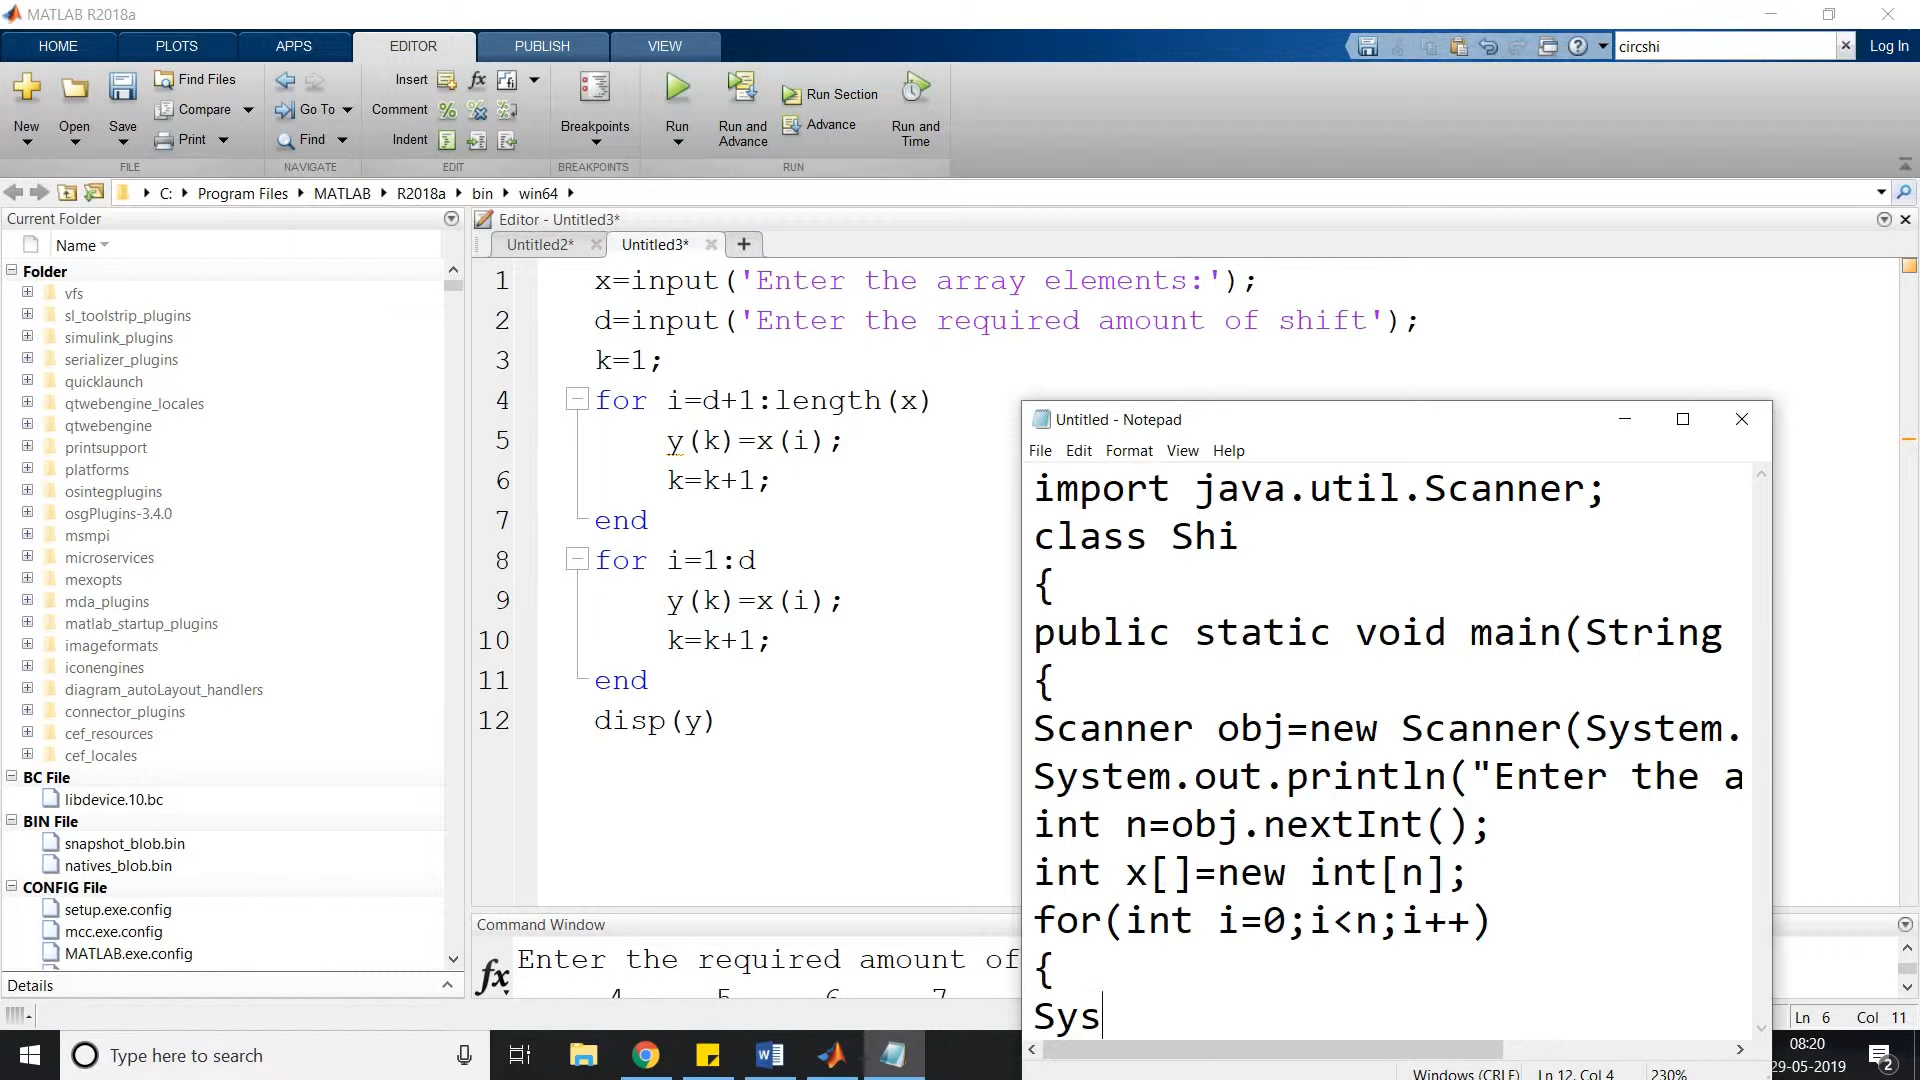 MATLAB R2018a
HOME PLOTS APPS EDITOR PUBLISH VIEW circshi Log In
New Open Save Find Files Compare Print
Go To Find
Insert Comment Indent
Breakpoints Run Run and Advance Run Section Advance Run and Time
FILE NAVIGATE EDIT BREAKPOINTS RUN
C: Program Files MATLAB R2018a bin win64
Current Folder
Name
Folder
vfs
sl_toolstrip_plugins
simulink_plugins
serializer_plugins
quicklaunch
qtwebengine_locales
qtwebengine
printsupport
platforms
osintegplugins
osgPlugins-3.4.0
msmpi
microservices
mexopts
mda_plugins
matlab_startup_plugins
imageformats
iconengines
diagram_autoLayout_handlers
connector_plugins
cef_resources
cef_locales
BC File
libdevice.10.bc
BIN File
snapshot_blob.bin
natives_blob.bin
CONFIG File
setup.exe.config
mcc.exe.config
MATLAB.exe.config
Details
Editor - Untitled3*
Untitled2* Untitled3*
1 x=input('Enter the array elements:');
2 d=input('Enter the required amount of shift');
3 k=1;
4 for i=d+1:length(x)
5 y(k)=x(i);
6 k=k+1;
7 end
8 for i=1:d
9 y(k)=x(i);
10 k=k+1;
11 end
12 disp(y)
Command Window
fx Enter the required amount of
4 5 6 7
Untitled - Notepad
File Edit Format View Help
import java.util.Scanner;
class Shi
{
public static void main(String
{
Scanner obj=new Scanner(System.
System.out.println("Enter the a
int n=obj.nextInt();
int x[]=new int[n];
for(int i=0;i<n;i++)
{
Sys
Windows (CRLF) Ln 12, Col 4 230%
Ln 6 Col 11
Type here to search
08:20
29-05-2019
2